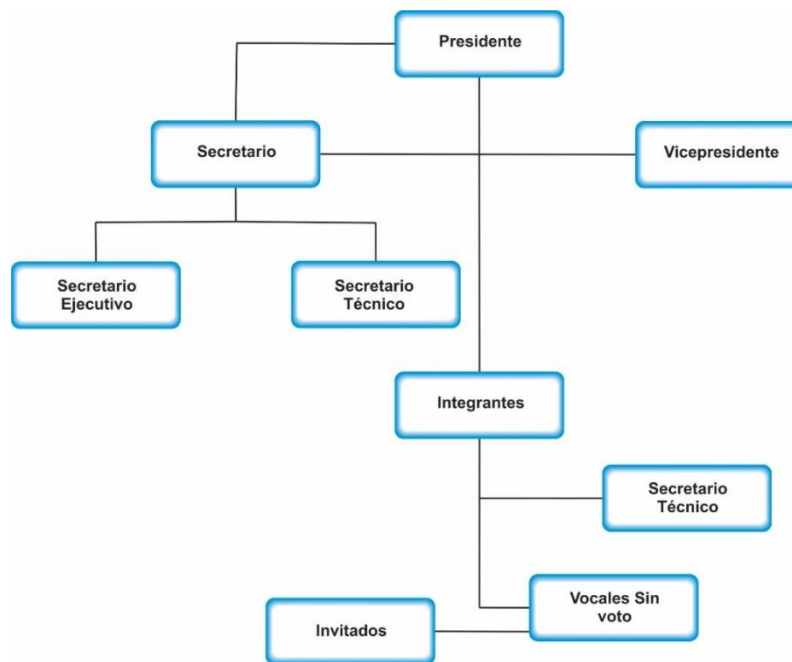 Presidente
Secretario
Vicepresidente
Secretario
Ejecutivo
Secretario
Técnico
Integrantes
Secretario
Técnico
Vocales Sin
voto
Invitados